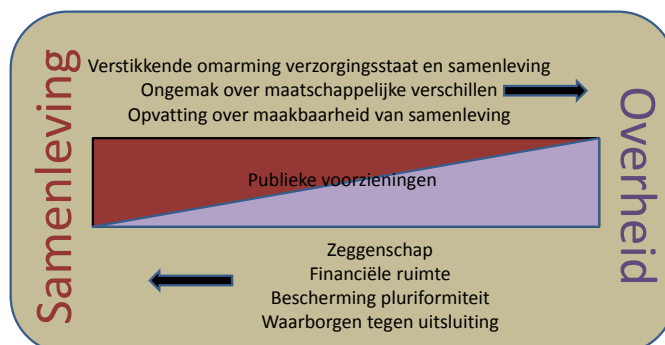 Samenleving
Verstikkende omarming verzorgingsstaat en samenleving
Ongemak over maatschappelijke verschillen
Opvatting over maakbaarheid van samenleving
Publieke voorzieningen
Zeggenschap
Financiële ruimte
Bescherming pluriformiteit
Waarborgen tegen uitsluiting
Overheid